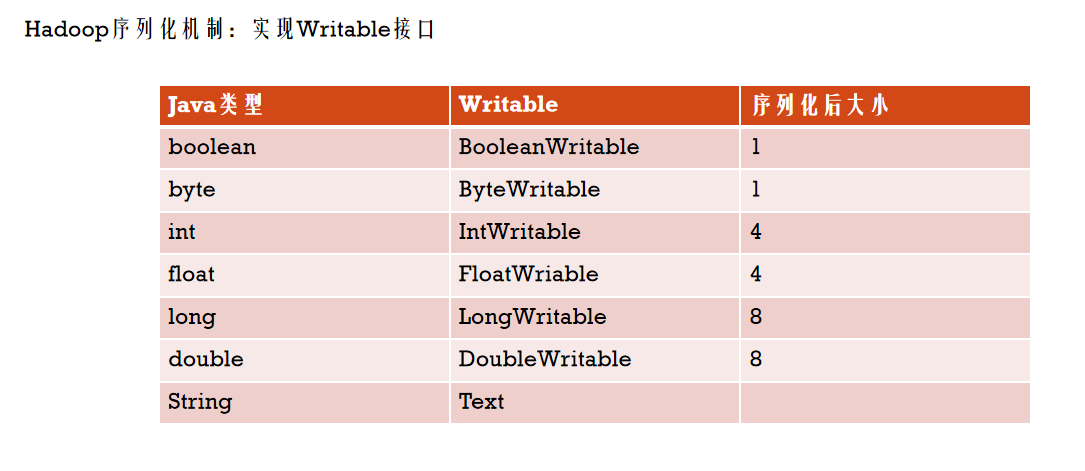 Hadoop序列化机制：实现Writable接口
Java类型 Writable 序列化后大小
boolean BooleanWritable 1
byte ByteWritable 1
int IntWritable 4
float FloatWriable 4
long LongWritable 8
double DoubleWritable 8
String Text